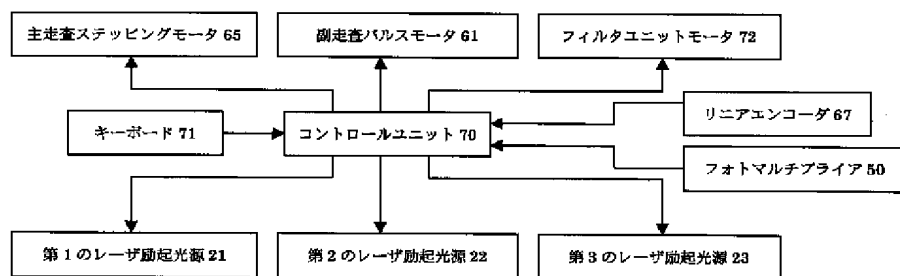 主走査ステッピングモータ 65
副走査パルスモータ 61
フィルタユニットモータ 72
キーボード 71
コントロールユニット 70
リニアエンコーダ 67
フォトマルチプライア 50
第1のレーザ励起光源 21
第2のレーザ励起光源 22
第3のレーザ励起光源 23